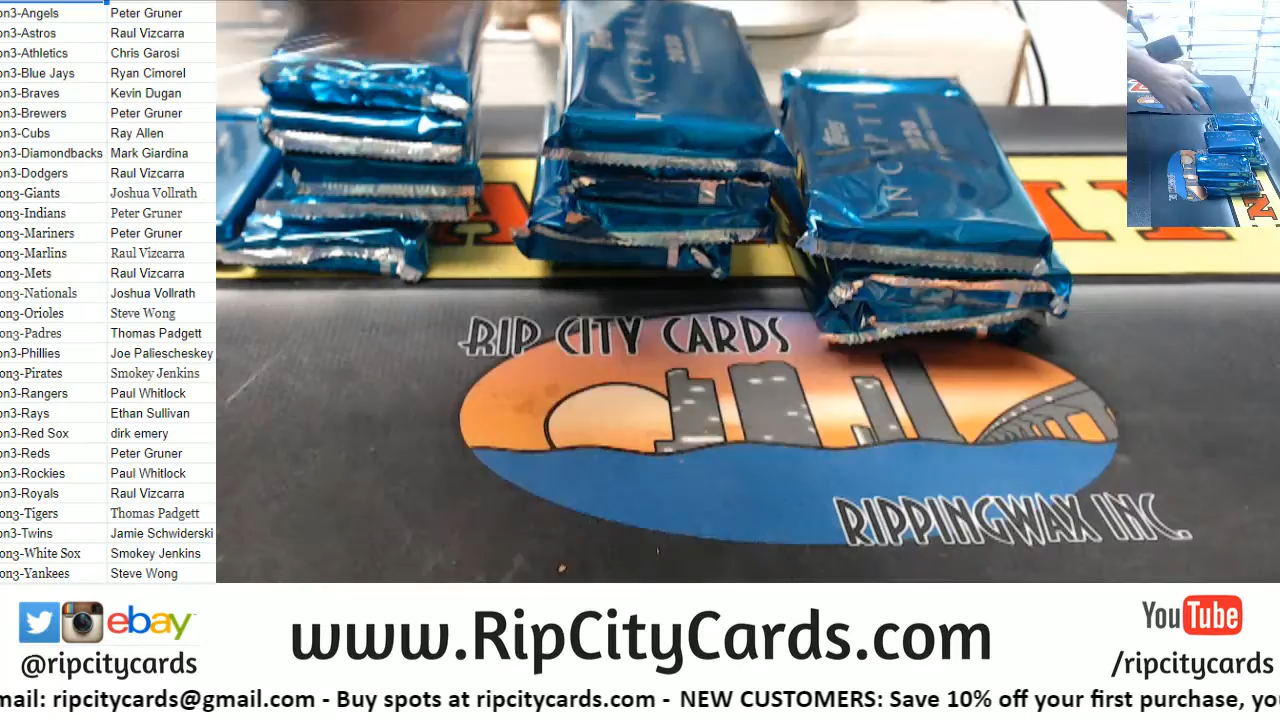 on3-Angels Peter Gruner
on3-Astros Raul Vizcarra
on3-Athletics Chris Garosi
on3-Blue Jays Ryan Cimorel
on3-Braves Kevin Dugan
on3-Brewers Peter Gruner
on3-Cubs Ray Allen
on3-Diamondbacks Mark Giardina
on3-Dodgers Raul Vizcarra
on3-Giants Joshua Vollrath
on3-Indians Peter Gruner
on3-Mariners Peter Gruner
on3-Marlins Raul Vizcarra
on3-Mets Raul Vizcarra
on3-Nationals Joshua Vollrath
on3-Orioles Steve Wong
on3-Padres Thomas Padgett
on3-Phillies Joe Paliescheskey
on3-Pirates Smokey Jenkins
on3-Rangers Paul Whitlock
on3-Rays Ethan Sullivan
on3-Red Sox dirk emery
on3-Reds Peter Gruner
on3-Rockies Paul Whitlock
on3-Royals Raul Vizcarra
on3-Tigers Thomas Padgett
on3-Twins Jamie Schwiderski
on3-White Sox Smokey Jenkins
on3-Yankees Steve Wong
RIP CITY CARDS
RIPPINGWAX INC.
ebay
@ripcitycards
www.RipCityCards.com
YouTube
/ripcitycards
mail: ripcitycards@gmail.com - Buy spots at ripcitycards.com - NEW CUSTOMERS: Save 10% off your first purchase, yo